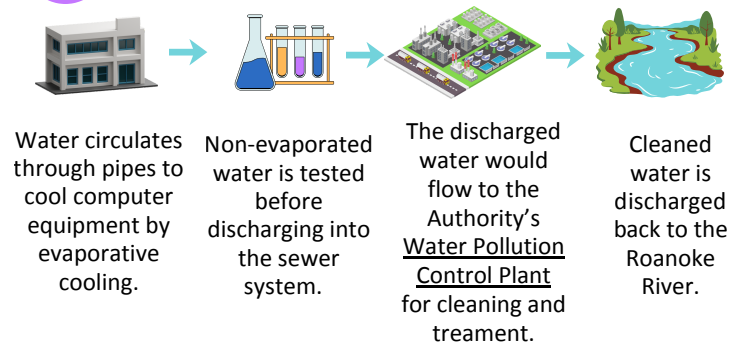 Water circulates
through pipes to
cool computer
equipment by
evaporative
cooling.
Non-evaporated
water is tested
before
discharging into
the sewer
system.
The discharged
water would
flow to the
Authority’s
Water Pollution
Control Plant
for cleaning and
treament.
Cleaned
water is
discharged
back to the
Roanoke
River.